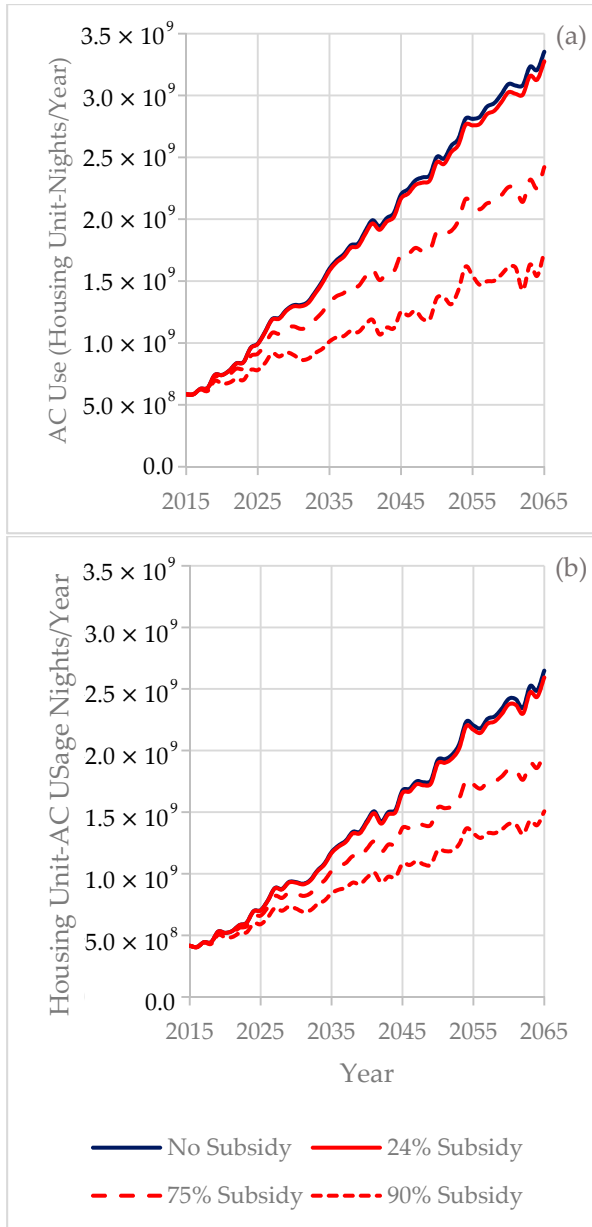 (a)
AC Use (Housing Unit-Nights/Year)
3.5 × 10⁹
3.0 × 10⁹
2.5 × 10⁹
2.0 × 10⁹
1.5 × 10⁹
1.0 × 10⁹
5.0 × 10⁸
0.0
2015 2025 2035 2045 2055 2065
(b)
Housing Unit-AC USage Nights/Year
3.5 × 10⁹
3.0 × 10⁹
2.5 × 10⁹
2.0 × 10⁹
1.5 × 10⁹
1.0 × 10⁹
5.0 × 10⁸
0.0
2015 2025 2035 2045 2055 2065
Year
No Subsidy 24% Subsidy
75% Subsidy 90% Subsidy